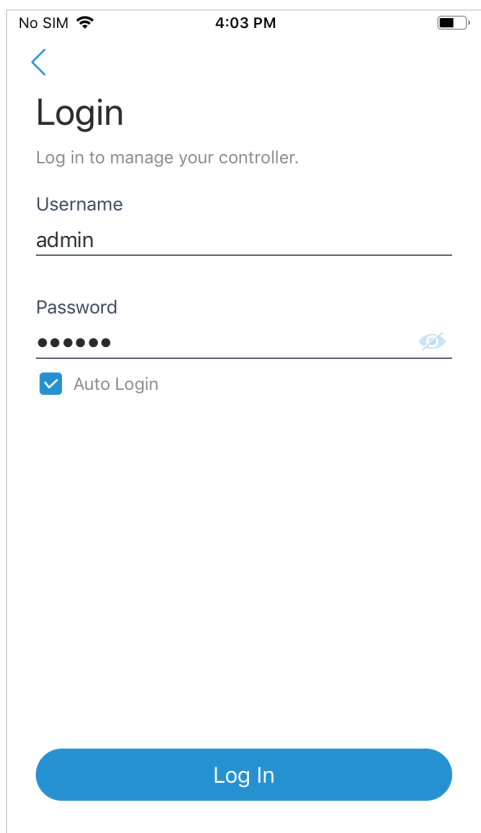 No SIM 4:03 PM
Login
Log in to manage your controller.
Username
admin
Password
●●●●●●
Auto Login
Log In